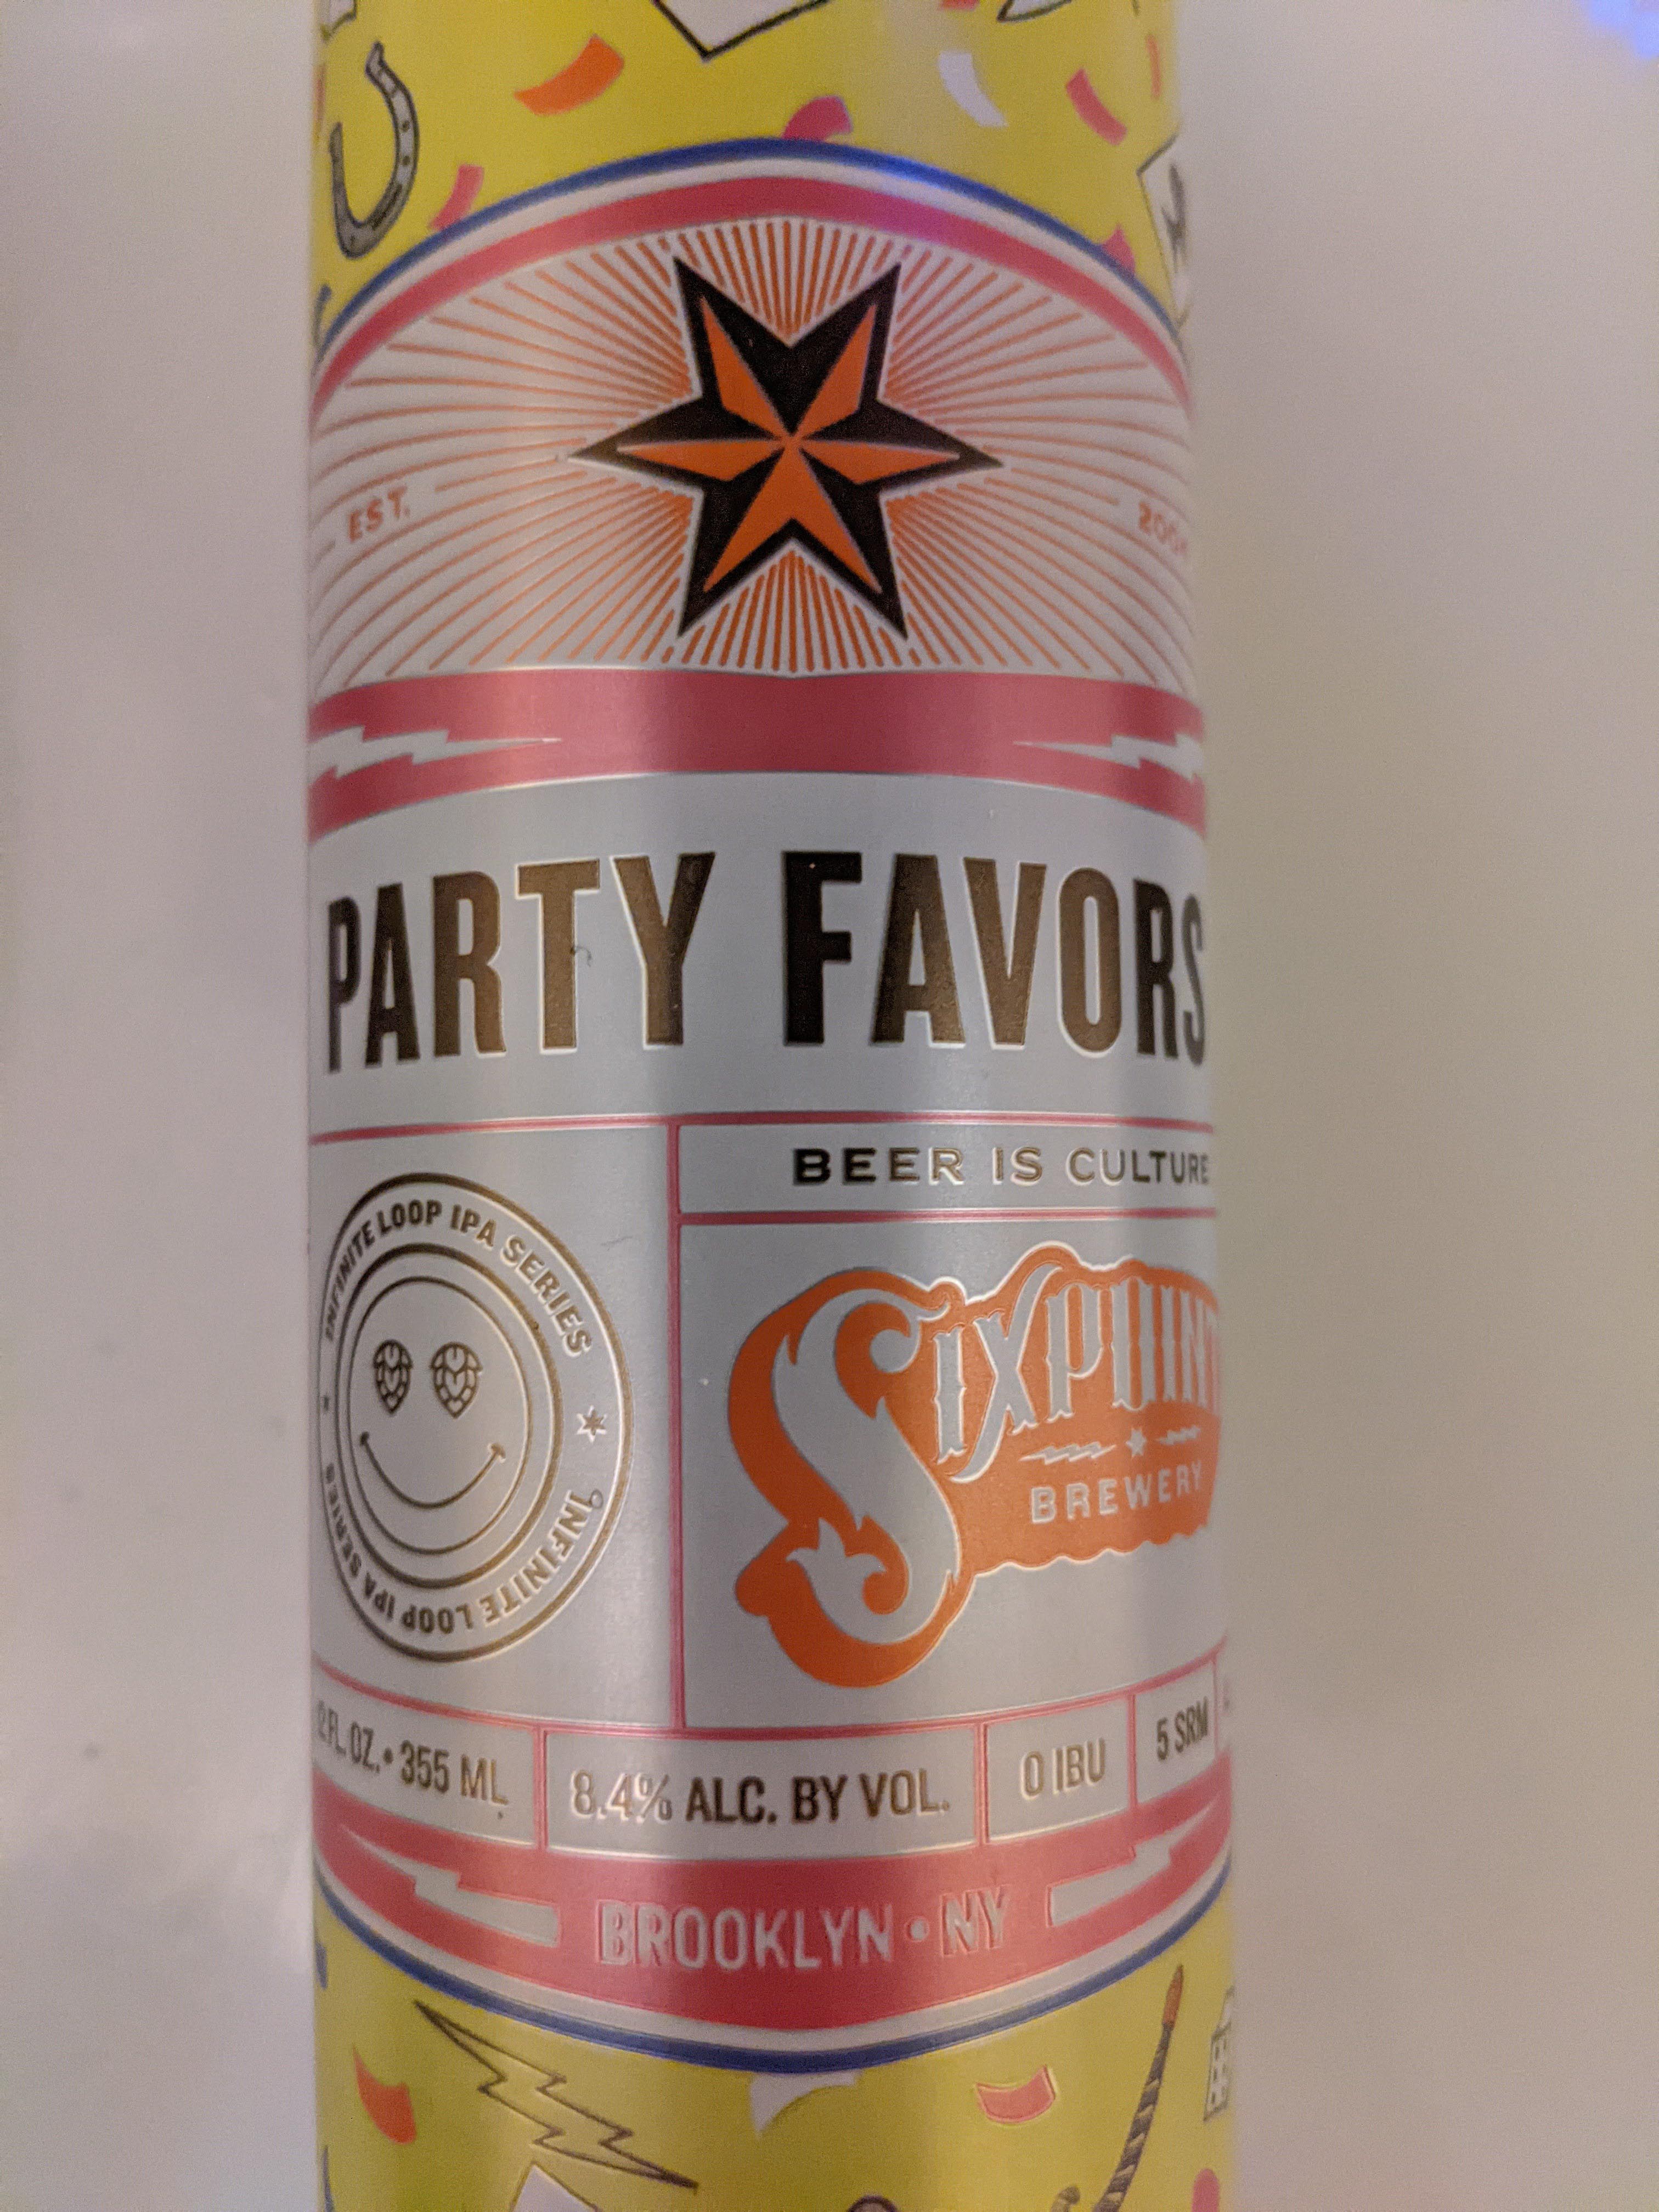 EST.
PARTY FAVORS
BEER IS CULTURE
INFINITE LOOP IPA SERIES
INFINITE LOOP IPA SERIES
SIXPOINT
BREWERY
FL. OZ. • 355 ML
8.4% ALC. BY VOL.
0 IBU
5 SRM
BROOKLYN • NY